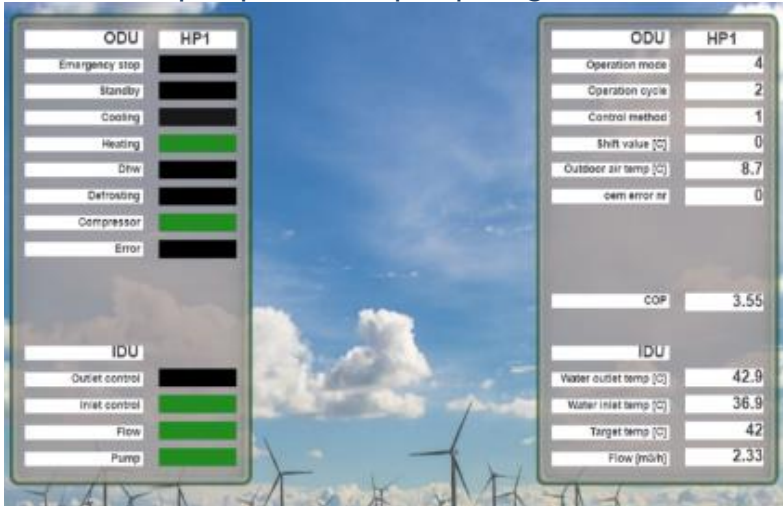 ODU HP1
Emergency stop
Standby
Cooling
Heating
Dhw
Defrosting
Compressor
Error
IDU
Outlet control
Inlet control
Flow
Pump
ODU HP1
Operation mode 4
Operation cycle 2
Control method 1
Shift value [C] 0
Outdoor air temp [C] 8.7
oem error nr 0
COP 3.55
IDU
Water outlet temp [C] 42.9
Water inlet temp [C] 36.9
Target temp [C] 42
Flow [m3/h] 2.33